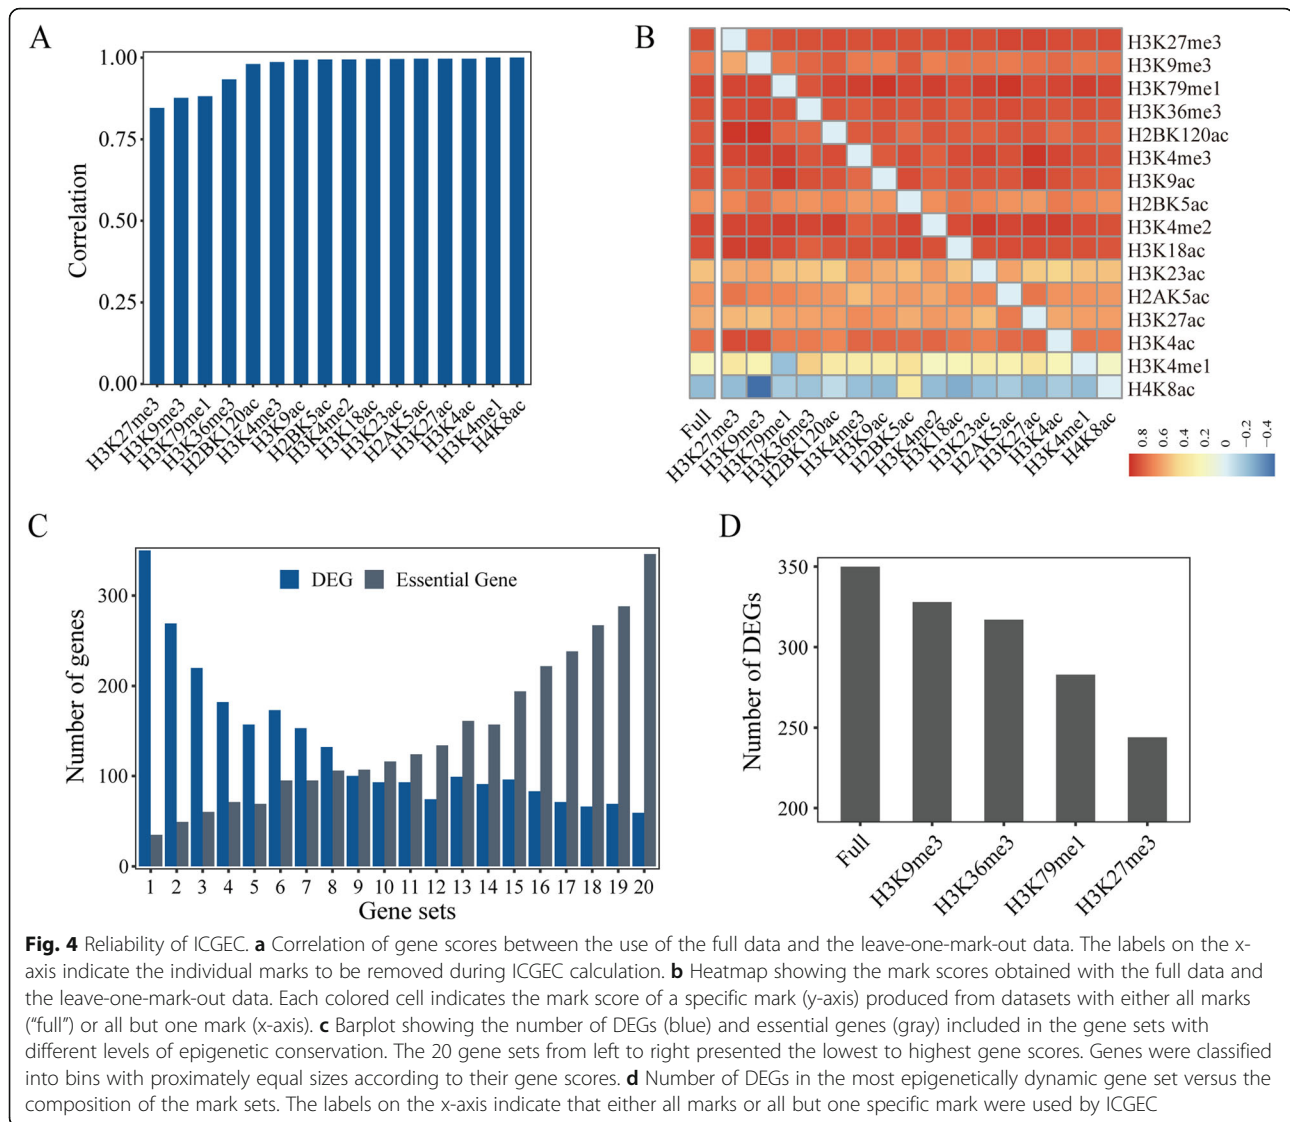 A
Correlation
1.00
0.75
0.50
0.25
0.00
H3K27me3
H3K9me3
H3K79me1
H3K36me3
H2BK120ac
H3K4me3
H3K9ac
H2BK5ac
H3K4me2
H3K18ac
H3K23ac
H2AK5ac
H3K27ac
H3K4ac
H3K4me1
H4K8ac
B
H3K27me3
H3K9me3
H3K79me1
H3K36me3
H2BK120ac
H3K4me3
H3K9ac
H2BK5ac
H3K4me2
H3K18ac
H3K23ac
H2AK5ac
H3K27ac
H3K4ac
H3K4me1
H4K8ac
Full
H3K27me3
H3K9me3
H3K79me1
H3K36me3
H2BK120ac
H3K4me3
H3K9ac
H2BK5ac
H3K4me2
H3K18ac
H3K23ac
H2AK5ac
H3K27ac
H3K4ac
H3K4me1
H4K8ac
0.8
0.6
0.4
0.2
0
−0.2
−0.4
C
Number of genes
300
200
100
0
DEG
Essential Gene
1 2 3 4 5 6 7 8 9 10 11 12 13 14 15 16 17 18 19 20
Gene sets
D
Number of DEGs
350
300
250
200
Full
H3K9me3
H3K36me3
H3K79me1
H3K27me3
Fig. 4 Reliability of ICGEC. a Correlation of gene scores between the use of the full data and the leave-one-mark-out data. The labels on the x-
axis indicate the individual marks to be removed during ICGEC calculation. b Heatmap showing the mark scores obtained with the full data and
the leave-one-mark-out data. Each colored cell indicates the mark score of a specific mark (y-axis) produced from datasets with either all marks
(“full”) or all but one mark (x-axis). c Barplot showing the number of DEGs (blue) and essential genes (gray) included in the gene sets with
different levels of epigenetic conservation. The 20 gene sets from left to right presented the lowest to highest gene scores. Genes were classified
into bins with proximately equal sizes according to their gene scores. d Number of DEGs in the most epigenetically dynamic gene set versus the
composition of the mark sets. The labels on the x-axis indicate that either all marks or all but one specific mark were used by ICGEC